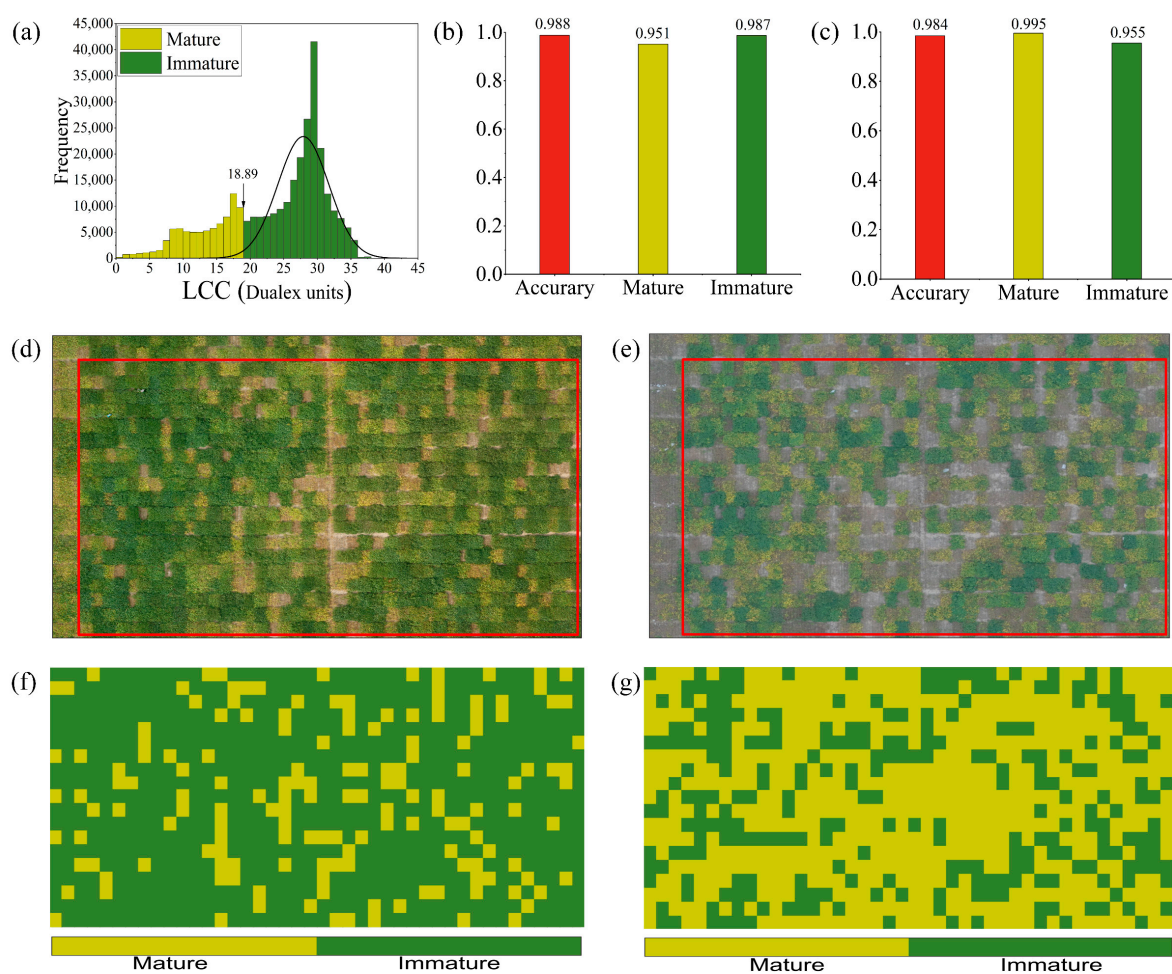 (a)
45,000
40,000
35,000
30,000
25,000
20,000
15,000
10,000
5,000
0
Frequency
Mature
Immature
18.89
0 5 10 15 20 25 30 35 40 45
LCC (Dualex units)
(b)
1.0
0.8
0.6
0.4
0.2
0.0
0.988
0.951
0.987
Accurary Mature Immature
(c)
1.0
0.8
0.6
0.4
0.2
0.0
0.984
0.995
0.955
Accurary Mature Immature
(d)
(e)
(f)
(g)
Mature Immature
Mature Immature